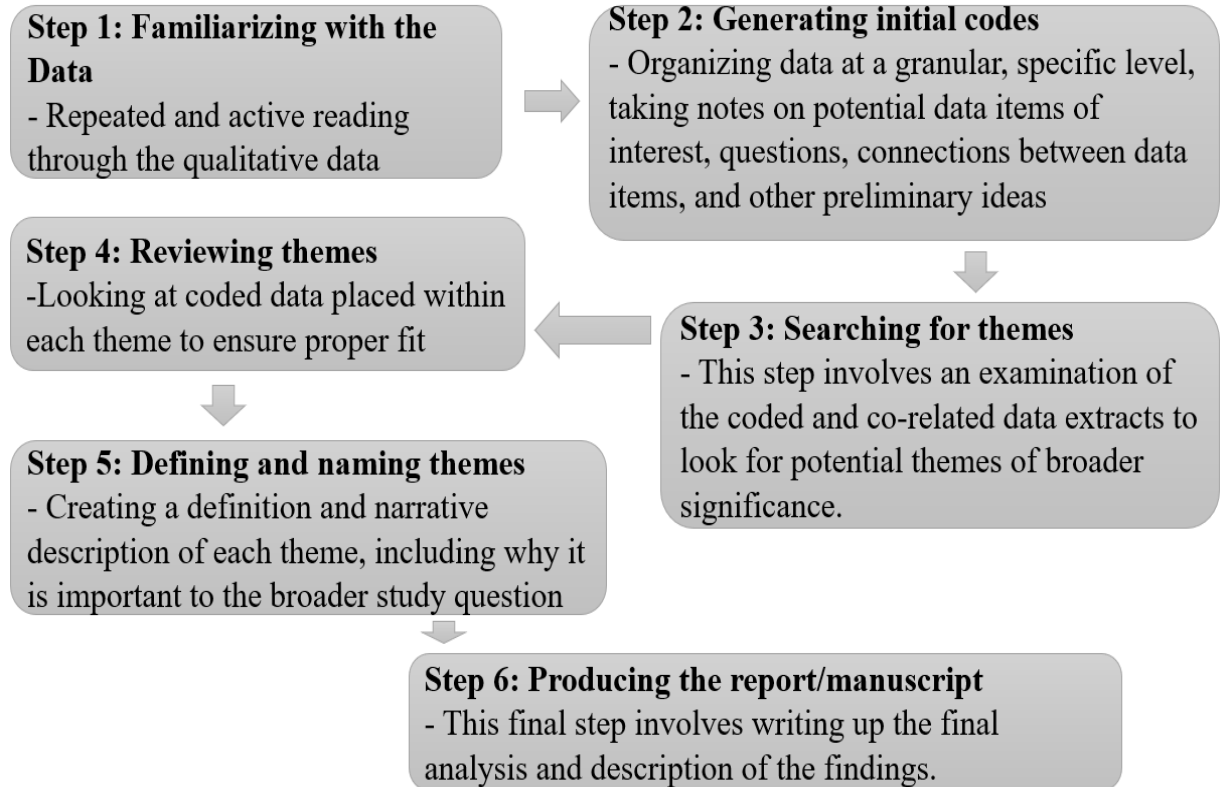 Step 1: Familiarizing with the
Data
- Repeated and active reading
through the qualitative data
Step 2: Generating initial codes
- Organizing data at a granular, specific level,
taking notes on potential data items of
interest, questions, connections between data
items, and other preliminary ideas
Step 3: Searching for themes
- This step involves an examination of
the coded and co-related data extracts to
look for potential themes of broader
significance.
Step 4: Reviewing themes
-Looking at coded data placed within
each theme to ensure proper fit
Step 5: Defining and naming themes
- Creating a definition and narrative
description of each theme, including why it
is important to the broader study question
Step 6: Producing the report/manuscript
- This final step involves writing up the final
analysis and description of the findings.